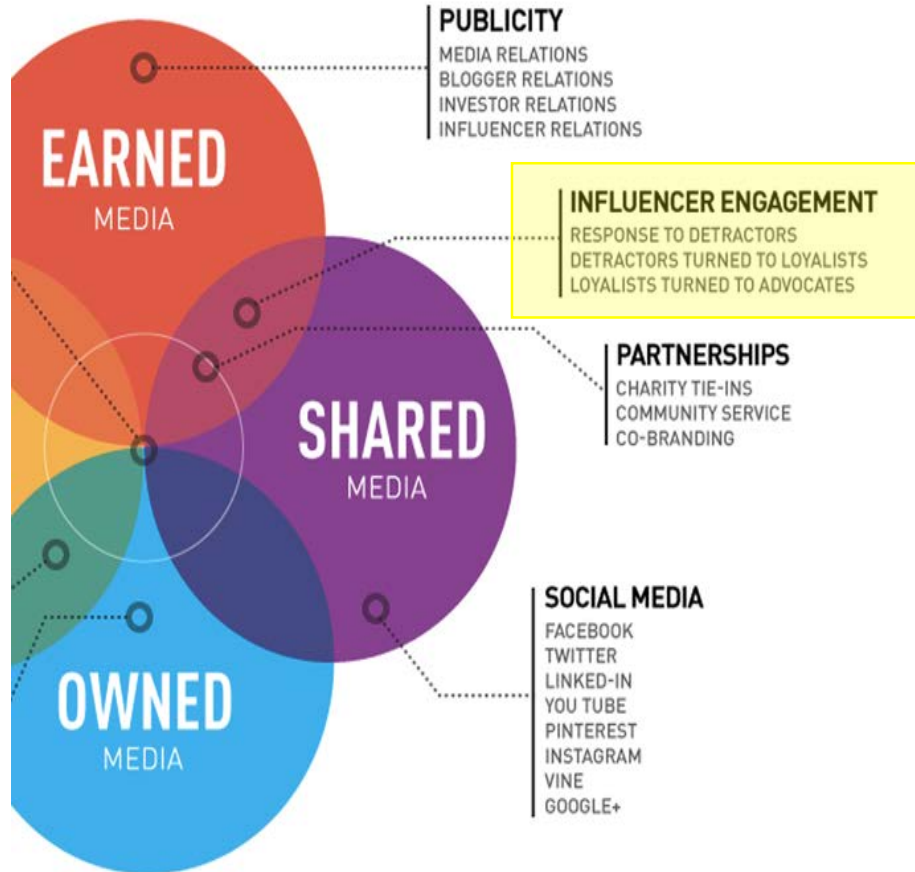 PUBLICITY
MEDIA RELATIONS
BLOGGER RELATIONS
INVESTOR RELATIONS
INFLUENCER RELATIONS
EARNED
MEDIA
INFLUENCER ENGAGEMENT
RESPONSE TO DETRACTORS
DETRACTORS TURNED TO LOYALISTS
LOYALISTS TURNED TO ADVOCATES
PARTNERSHIPS
CHARITY TIE-INS
COMMUNITY SERVICE
CO-BRANDING
SHARED
MEDIA
SOCIAL MEDIA
FACEBOOK
TWITTER
LINKED-IN
YOU TUBE
PINTEREST
INSTAGRAM
VINE
GOOGLE+
OWNED
MEDIA